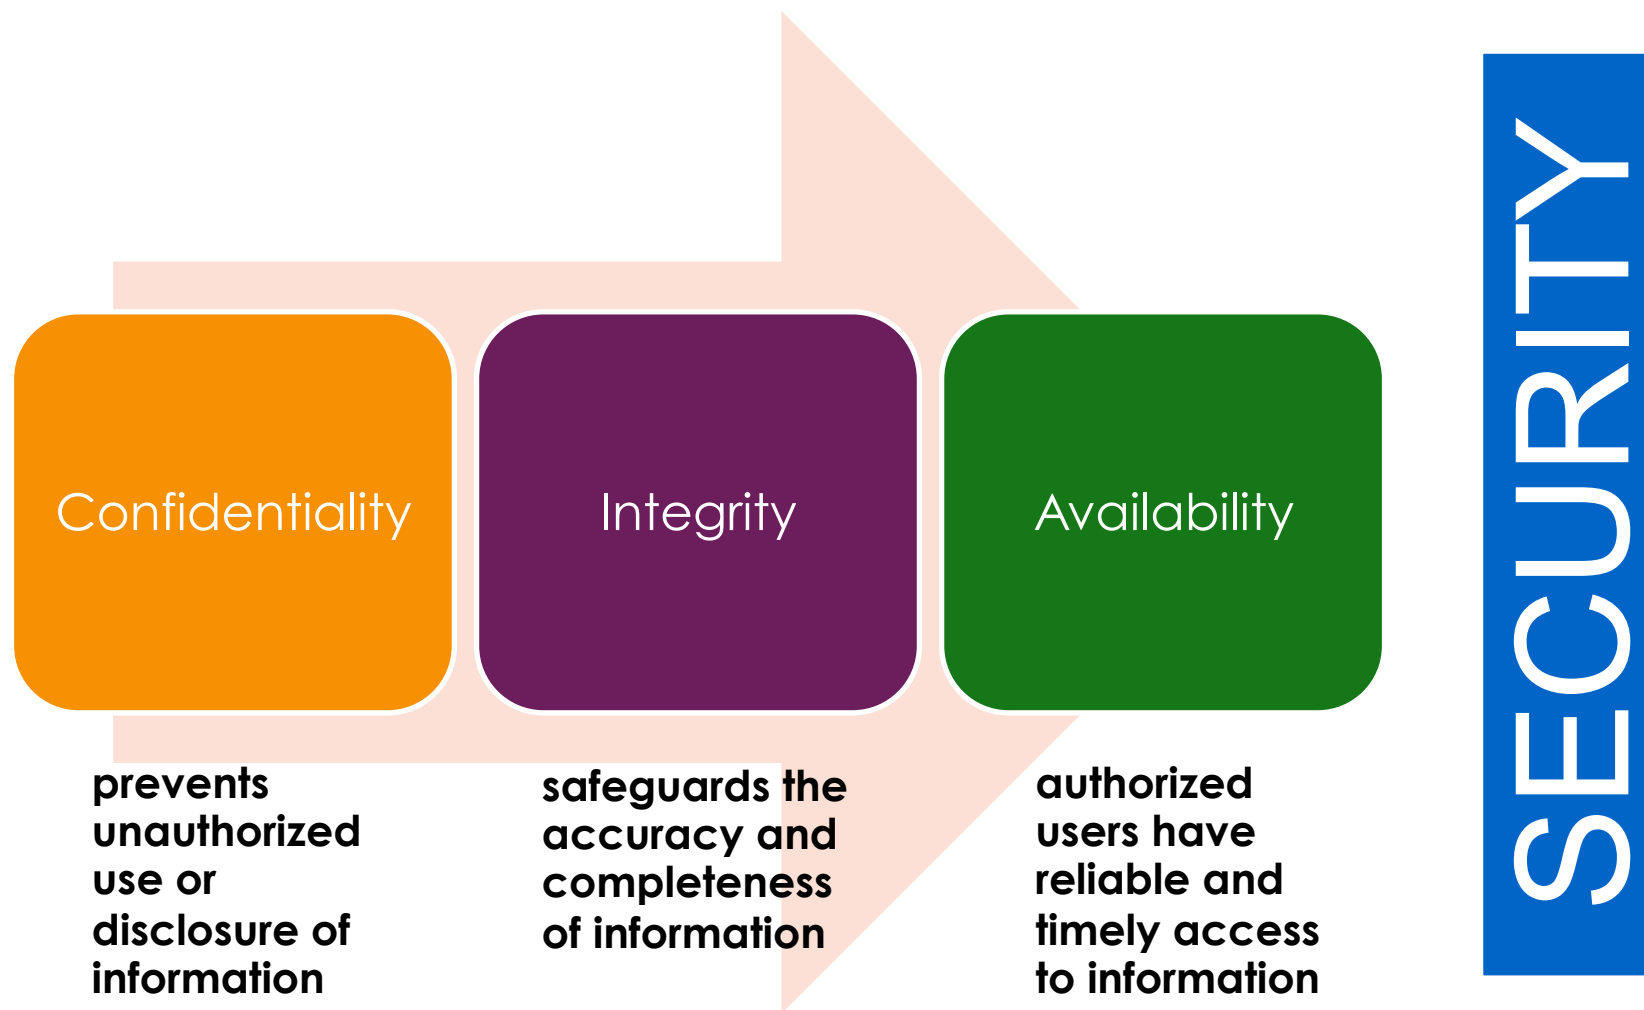 Confidentiality
Integrity
Availability
prevents
unauthorized
use or
disclosure of
information
safeguards the
accuracy and
completeness
of information
authorized
users have
reliable and
timely access
to information
SECURITY